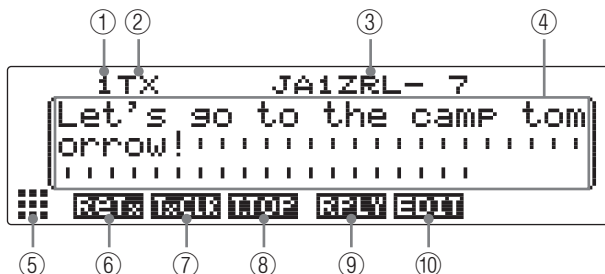 ① ② ③ ④
1TX JA1ZRL- 7
Let's go to the camp tom
orrow!
ReTx TxCLR T.TOP RPLY EDIT
⑤ ⑥ ⑦ ⑧ ⑨ ⑩